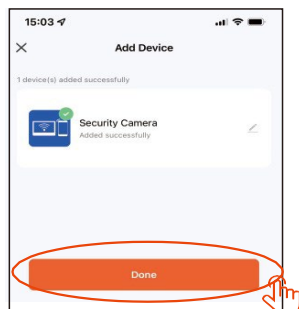 15:03
Add Device
1 device(s) added successfully
Security Camera
Added successfully
Done